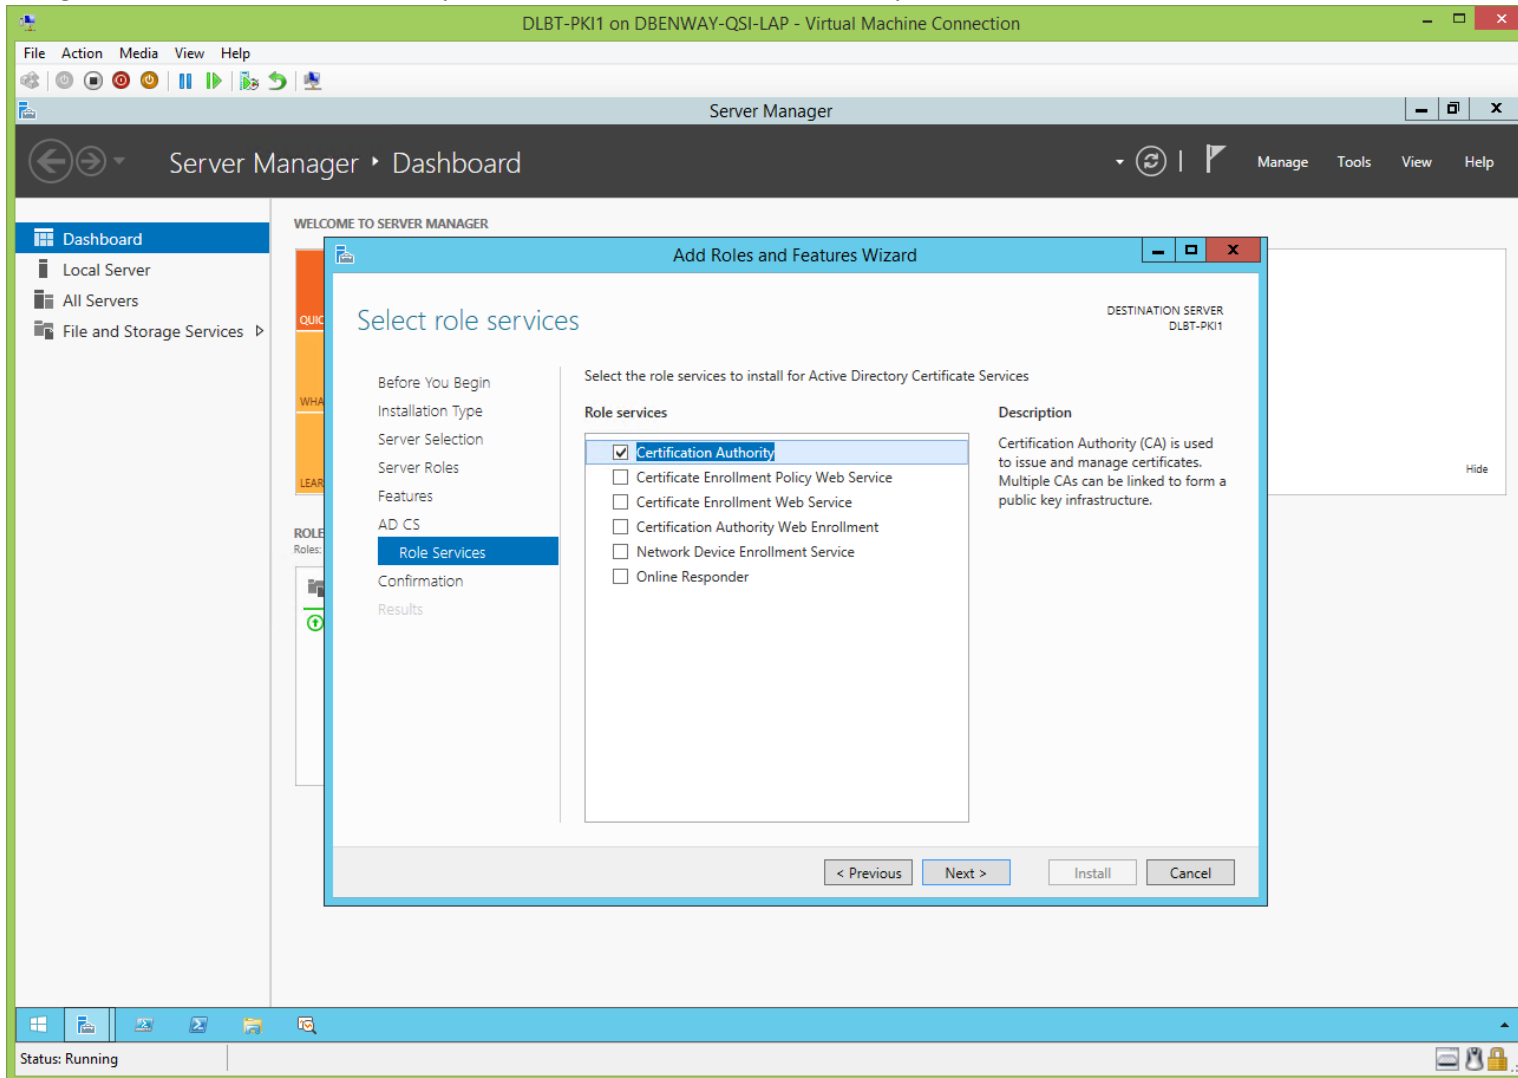 DLBT-PKI1 on DBENWAY-QSI-LAP - Virtual Machine Connection
File Action Media View Help
Server Manager
Server Manager • Dashboard
Manage Tools View Help
Dashboard
Local Server
All Servers
File and Storage Services
WELCOME TO SERVER MANAGER
QUIC
WHA
LEAR
Hide
ROLE
Roles:
Add Roles and Features Wizard
Select role services
DESTINATION SERVER
DLBT-PKI1
Before You Begin
Installation Type
Server Selection
Server Roles
Features
AD CS
Role Services
Confirmation
Results
Select the role services to install for Active Directory Certificate Services
Role services
Certification Authority
Certificate Enrollment Policy Web Service
Certificate Enrollment Web Service
Certification Authority Web Enrollment
Network Device Enrollment Service
Online Responder
Description
Certification Authority (CA) is used
to issue and manage certificates.
Multiple CAs can be linked to form a
public key infrastructure.
< Previous
Next >
Install
Cancel
Status: Running